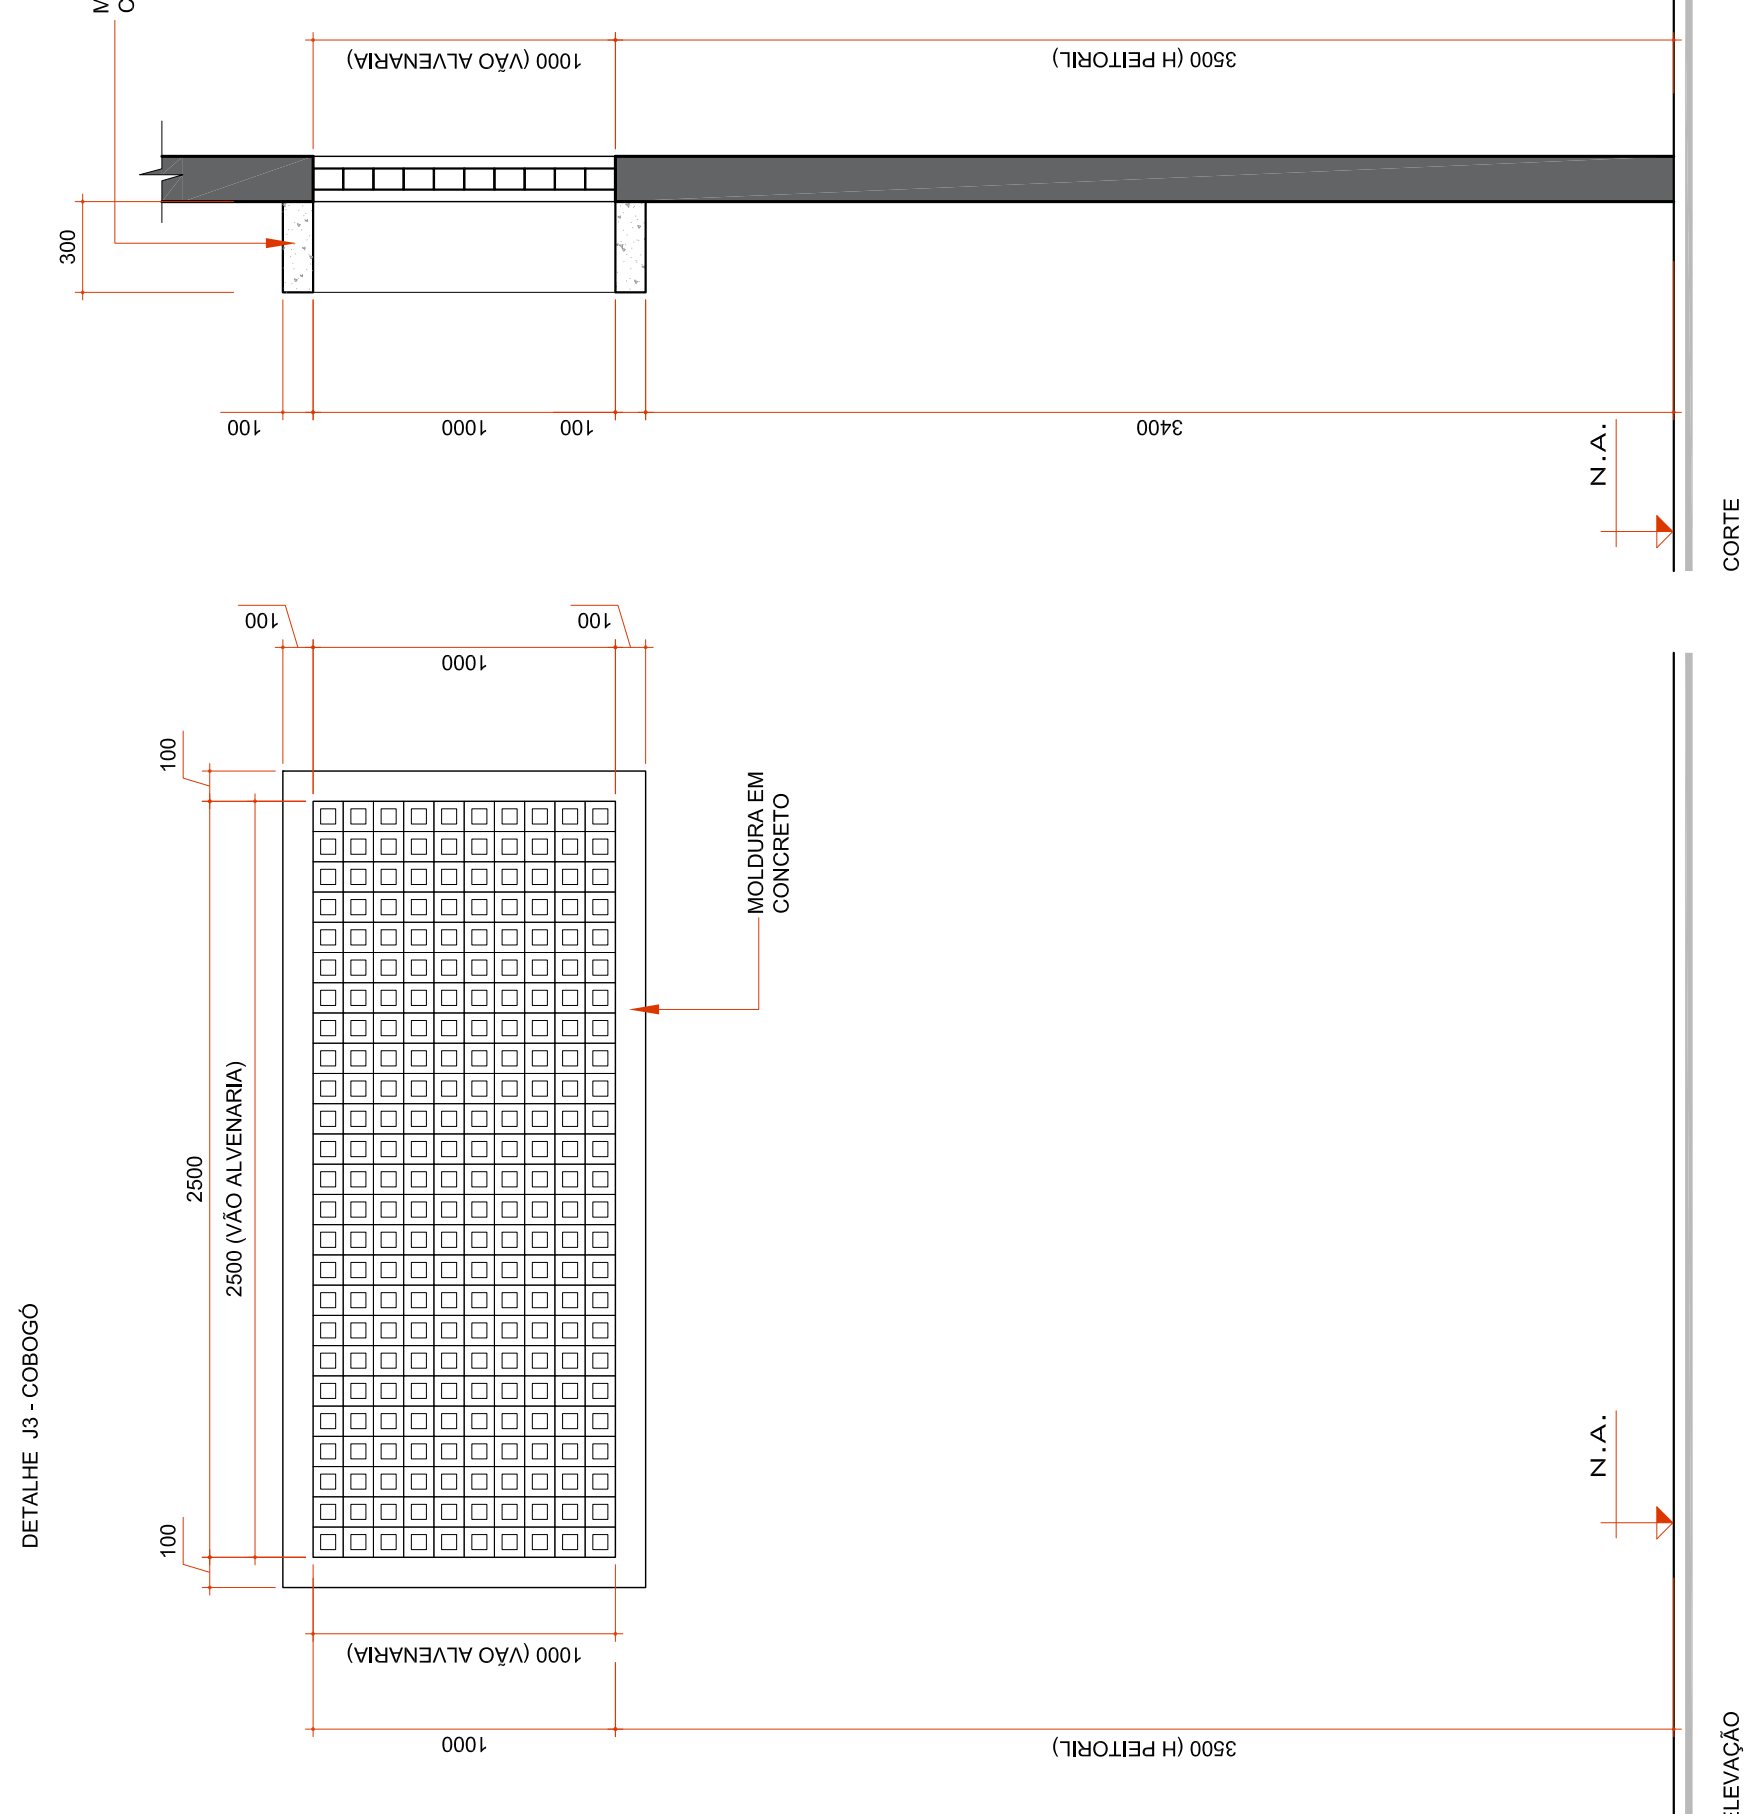 DETALHE J3 - COBOGÓ
100
2500
100
2500 (VÃO ALVENARIA)
1000 (VÃO ALVENARIA)
1000
3500 (H PEITORIL)
100
1000
100
MOLDURA EM
CONCRETO
N.A.
ELEVAÇÃO
M
C
300
1000 (VÃO ALVENARIA)
3500 (H PEITORIL)
100
1000
100
3400
N.A.
CORTE